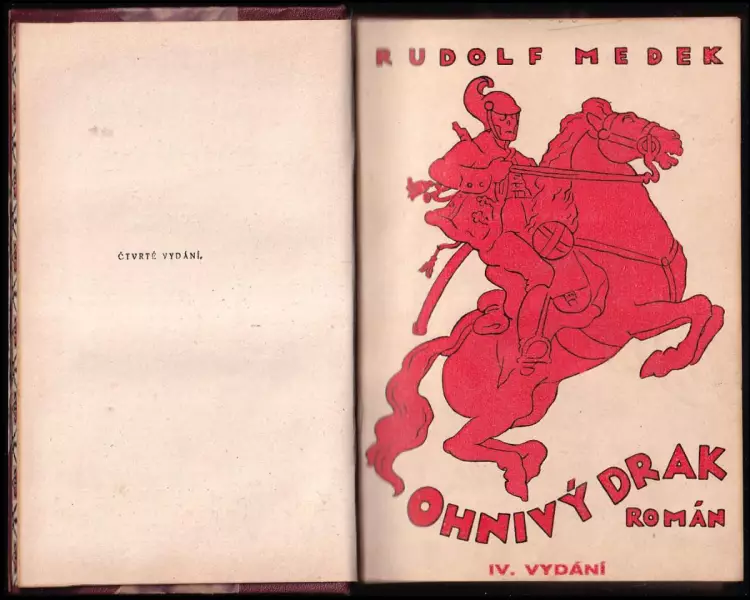 ČTVRTÉ VYDÁNÍ.
RUDOLF MEDEK
OHNIVÝ DRAK
ROMÁN
IV. VYDÁNÍ